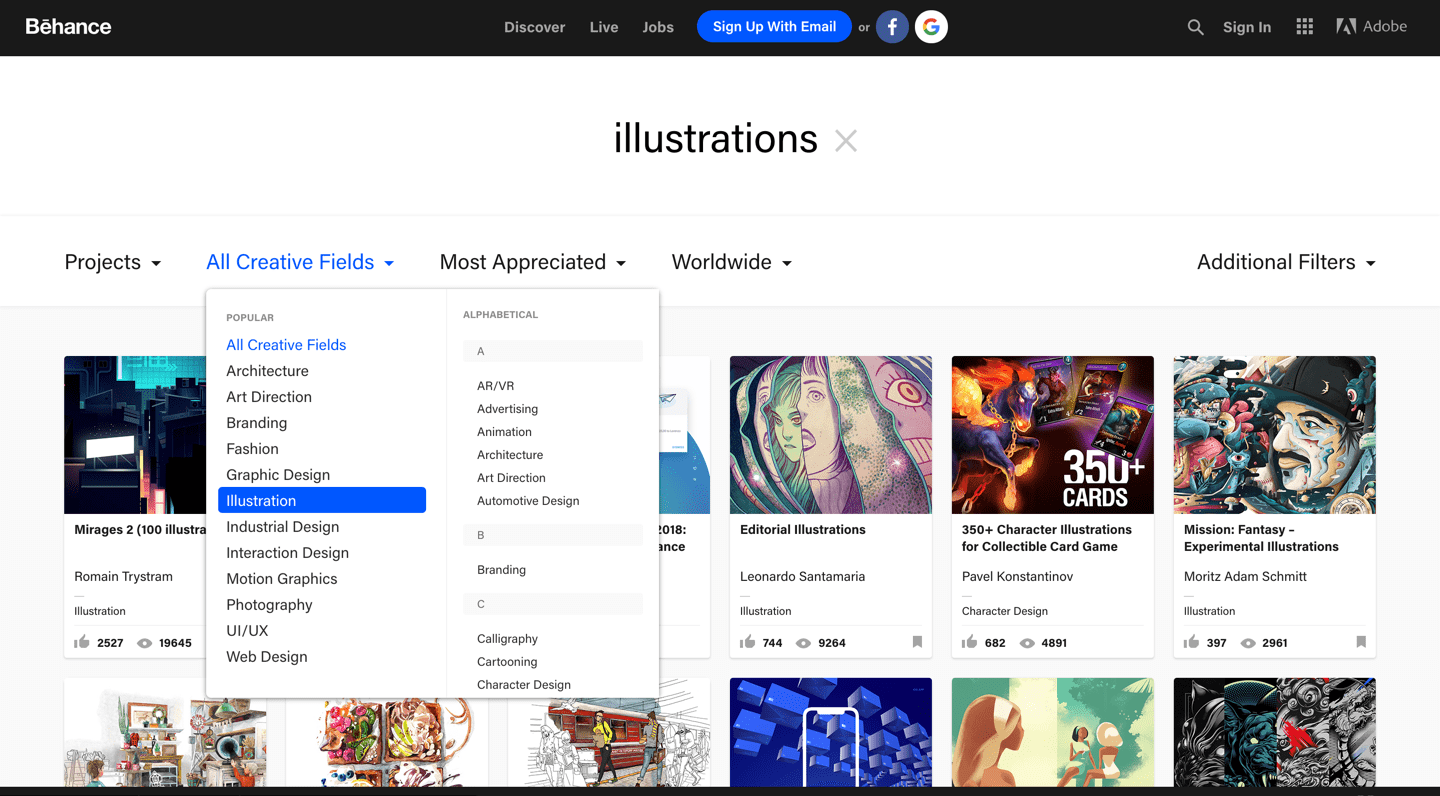 Bēhance
Discover Live Jobs Sign Up With Email or f G
Sign In
Adobe
illustrations
Projects All Creative Fields Most Appreciated Worldwide Additional Filters
POPULAR
All Creative Fields
Architecture
Art Direction
Branding
Fashion
Graphic Design
Illustration
Industrial Design
Interaction Design
Motion Graphics
Photography
UI/UX
Web Design
ALPHABETICAL
A
AR/VR
Advertising
Animation
Architecture
Art Direction
Automotive Design
B
Branding
C
Calligraphy
Cartooning
Character Design
Mirages 2 (100 illustra
Romain Trystram
Illustration
2527 19645
2018:
ance
Editorial Illustrations
Leonardo Santamaria
Illustration
744 9264
350+
CARDS
350+ Character Illustrations
for Collectible Card Game
Pavel Konstantinov
Character Design
682 4891
Mission: Fantasy –
Experimental Illustrations
Moritz Adam Schmitt
Illustration
397 2961